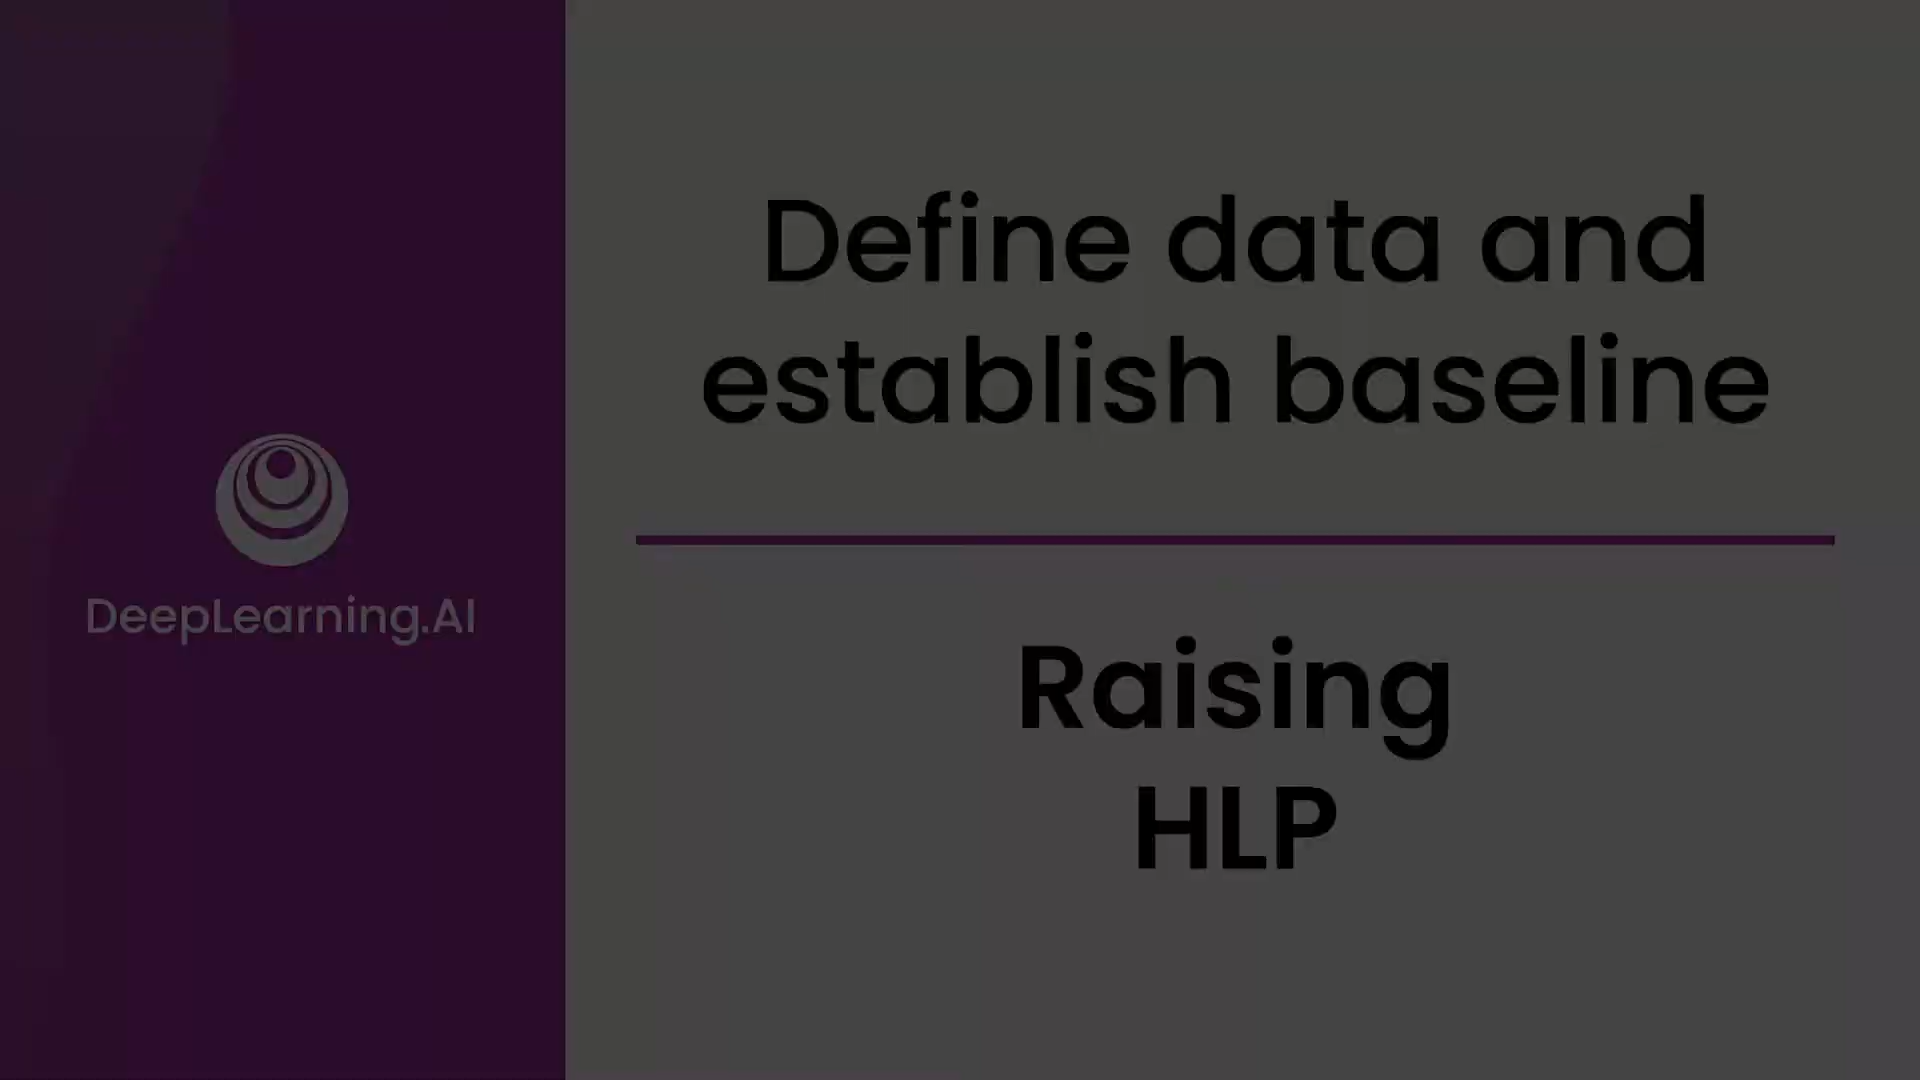 DeepLearning.AI
Define data and
establish baseline
Raising
HLP